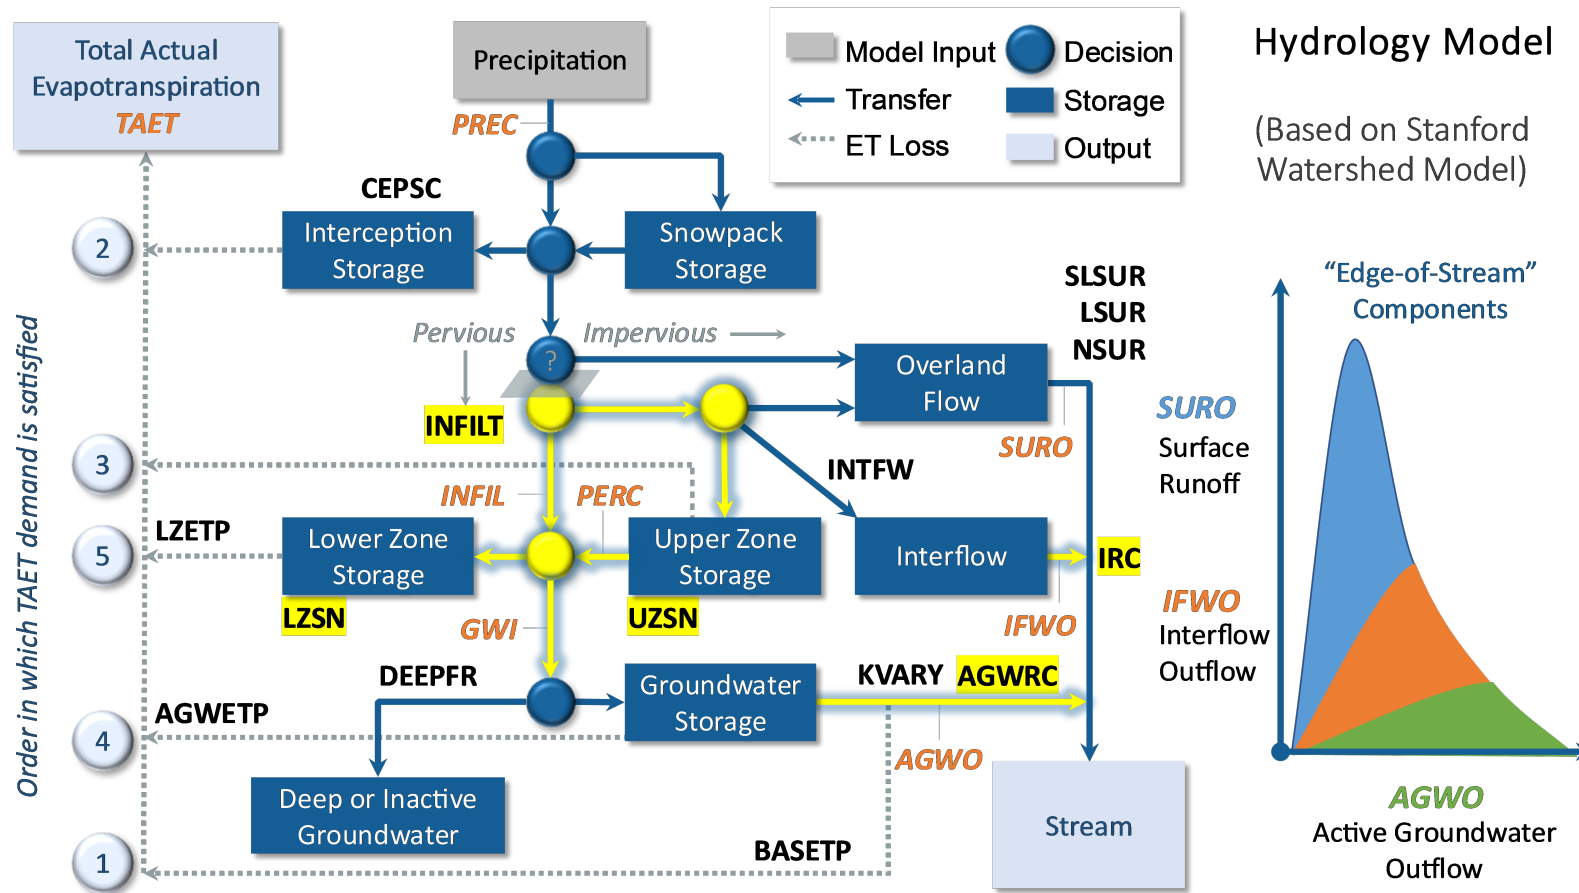 Total Actual
Evapotranspiration
TAET
Precipitation
PREC
Model Input
Decision
Transfer
Storage
ET Loss
Output
Hydrology Model
(Based on Stanford
Watershed Model)
CEPSC
2
Interception
Storage
Snowpack
Storage
SLSUR
LSUR
NSUR
"Edge-of-Stream"
Components
Pervious
Impervious
?
Overland
Flow
INFILT
SURO
SURO
Surface
Runoff
Order in which TAET demand is satisfied
3
INFIL
PERC
INTFW
LZETP
5
Lower Zone
Storage
Upper Zone
Storage
Interflow
IRC
LZSN
UZSN
GWI
IFWO
IFWO
Interflow
Outflow
DEEPFR
Groundwater
Storage
KVARY
AGWRC
AGWETP
4
AGWO
Deep or Inactive
Groundwater
Stream
AGWO
Active Groundwater
Outflow
BASETP
1